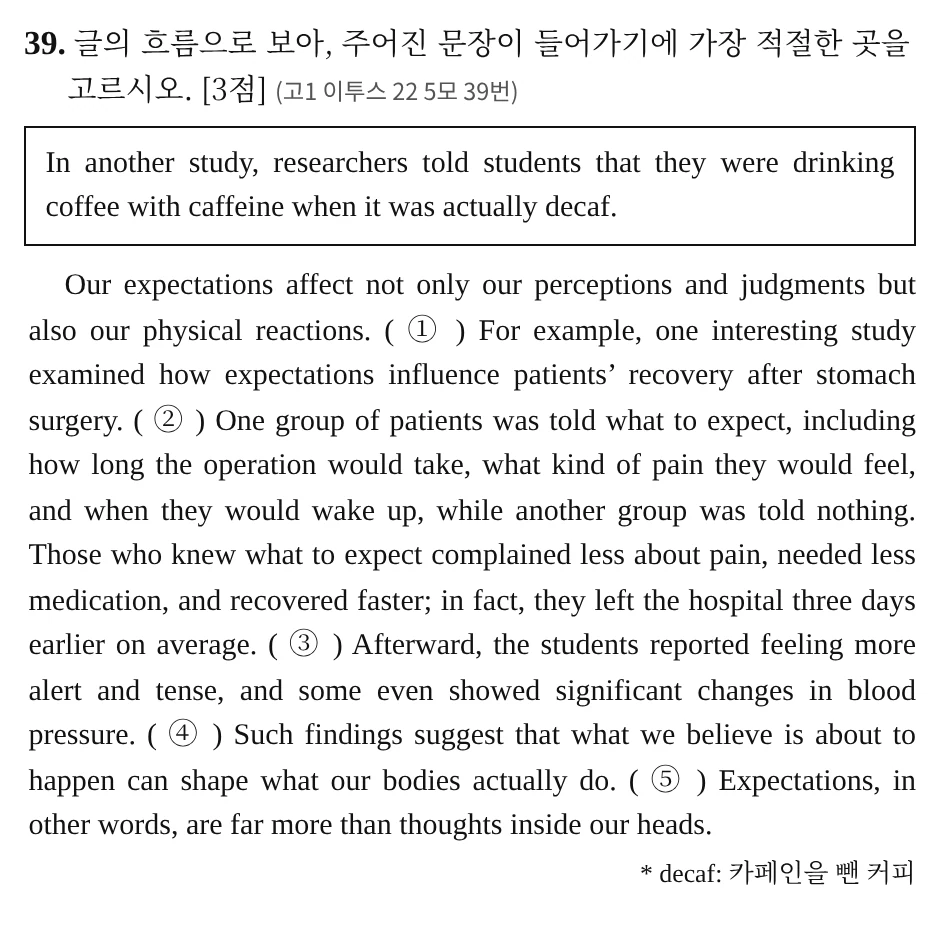 39. 글의 흐름으로 보아, 주어진 문장이 들어가기에 가장 적절한 곳을
고르시오. [3점] (고1 이투스 22 5모 39번)
In another study, researchers told students that they were drinking
coffee with caffeine when it was actually decaf.
Our expectations affect not only our perceptions and judgments but
also our physical reactions. ( ① ) For example, one interesting study
examined how expectations influence patients’ recovery after stomach
surgery. ( ② ) One group of patients was told what to expect, including
how long the operation would take, what kind of pain they would feel,
and when they would wake up, while another group was told nothing.
Those who knew what to expect complained less about pain, needed less
medication, and recovered faster; in fact, they left the hospital three days
earlier on average. ( ③ ) Afterward, the students reported feeling more
alert and tense, and some even showed significant changes in blood
pressure. ( ④ ) Such findings suggest that what we believe is about to
happen can shape what our bodies actually do. ( ⑤ ) Expectations, in
other words, are far more than thoughts inside our heads.
* decaf: 카페인을 뺀 커피